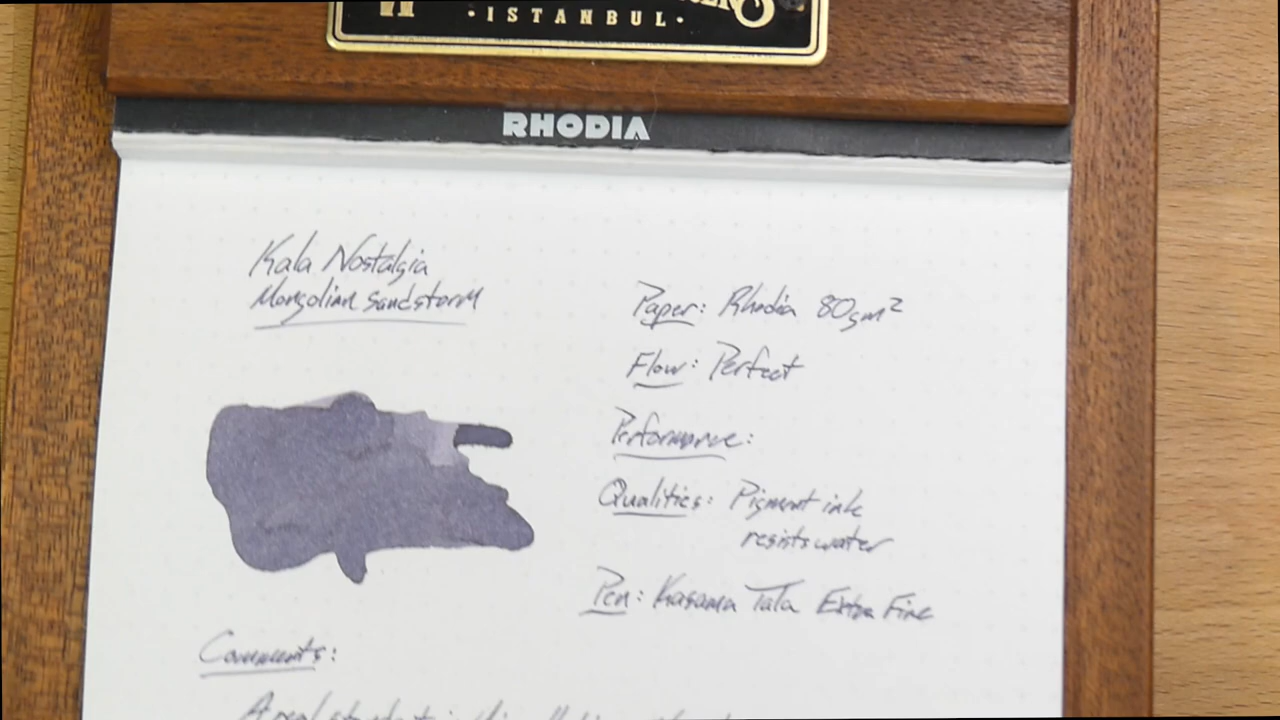 · ISTANBUL ·
RHODIA
Kala Nostalgia
Mongolian Sandstorm
Paper: Rhodia 80gm²
Flow: Perfect
Performance:
Qualities: Pigment ink
resists water
Pen: Kasama Tala Extra Fine
Comments:
A real